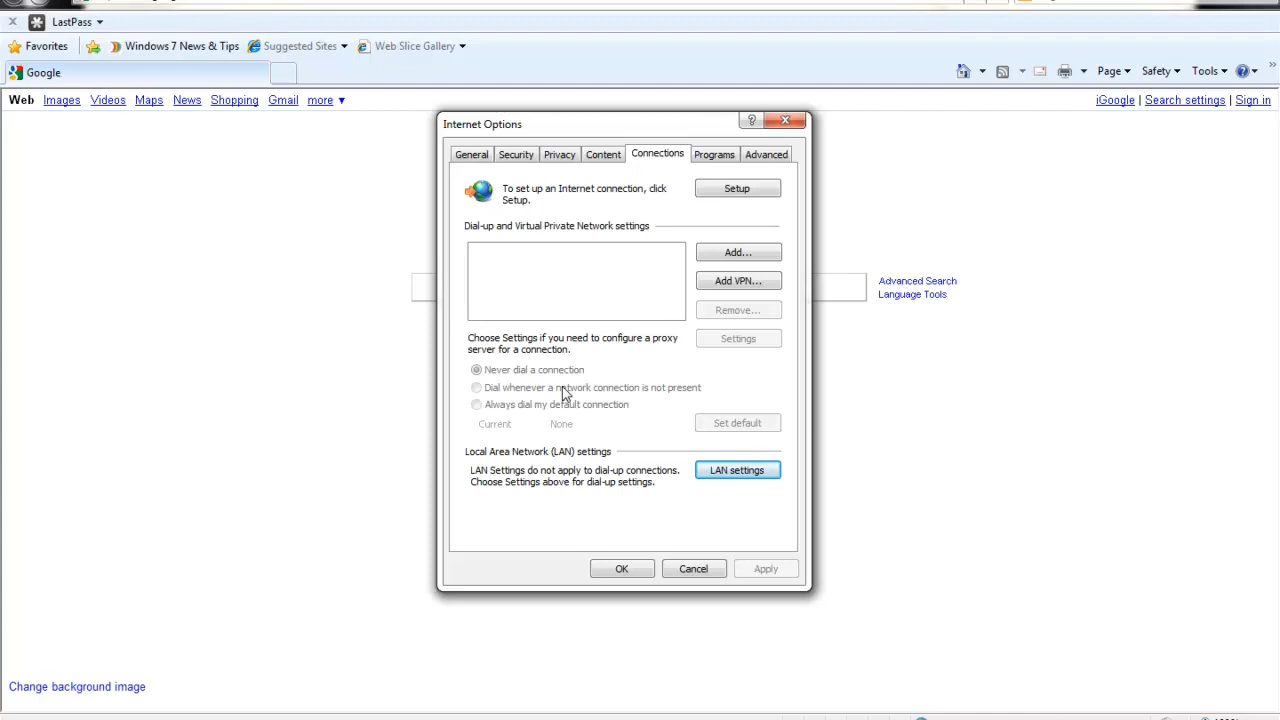 LastPass
Favorites
Windows 7 News & Tips
Suggested Sites
Web Slice Gallery
Google
Page
Safety
Tools
Web Images Videos Maps News Shopping Gmail more ▼
iGoogle | Search settings | Sign in
Internet Options
General
Security
Privacy
Content
Connections
Programs
Advanced
To set up an Internet connection, click
Setup.
Setup
Dial-up and Virtual Private Network settings
Add...
Add VPN...
Remove...
Choose Settings if you need to configure a proxy
server for a connection.
Settings
Never dial a connection
Dial whenever a network connection is not present
Always dial my default connection
Current
None
Set default
Local Area Network (LAN) settings
LAN Settings do not apply to dial-up connections.
Choose Settings above for dial-up settings.
LAN settings
OK
Cancel
Apply
Advanced Search
Language Tools
Change background image